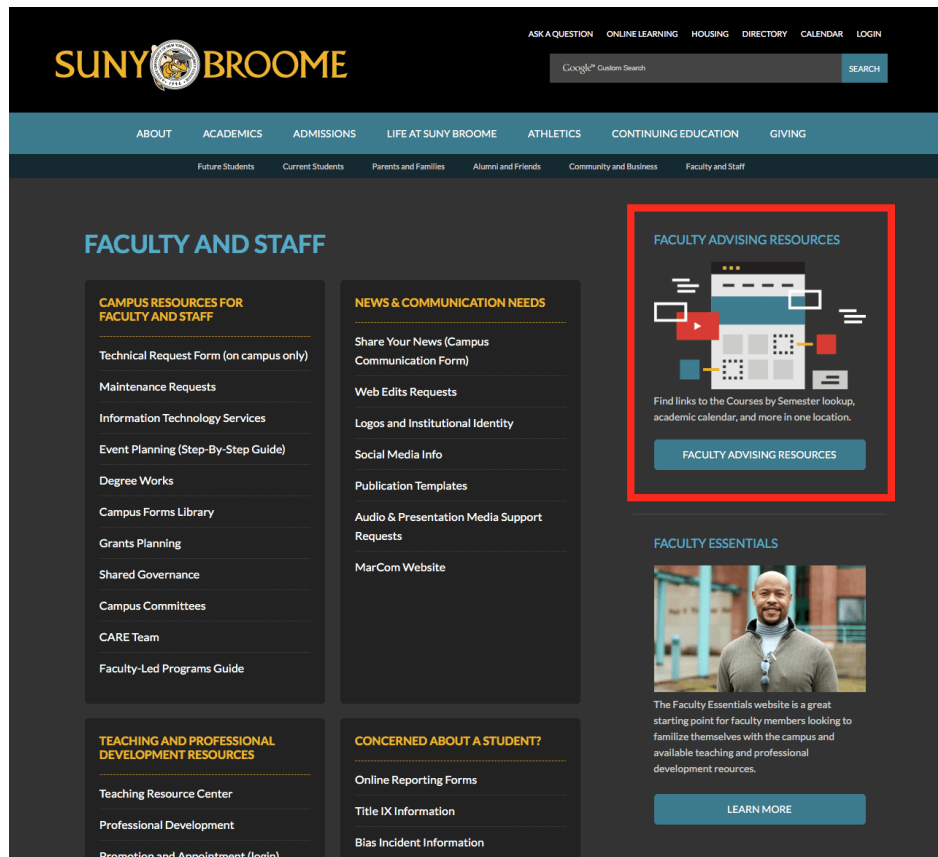 ASK A QUESTION ONLINE LEARNING HOUSING DIRECTORY CALENDAR LOGIN
SUNY BROOME
Google™ Custom Search SEARCH
ABOUT ACADEMICS ADMISSIONS LIFE AT SUNY BROOME ATHLETICS CONTINUING EDUCATION GIVING
Future Students Current Students Parents and Families Alumni and Friends Community and Business Faculty and Staff
FACULTY AND STAFF
CAMPUS RESOURCES FOR
FACULTY AND STAFF
Technical Request Form (on campus only)
Maintenance Requests
Information Technology Services
Event Planning (Step-By-Step Guide)
Degree Works
Campus Forms Library
Grants Planning
Shared Governance
Campus Committees
CARE Team
Faculty-Led Programs Guide
NEWS & COMMUNICATION NEEDS
Share Your News (Campus
Communication Form)
Web Edits Requests
Logos and Institutional Identity
Social Media Info
Publication Templates
Audio & Presentation Media Support
Requests
MarCom Website
TEACHING AND PROFESSIONAL
DEVELOPMENT RESOURCES
Teaching Resource Center
Professional Development
Promotion and Appointment (login)
CONCERNED ABOUT A STUDENT?
Online Reporting Forms
Title IX Information
Bias Incident Information
FACULTY ADVISING RESOURCES
Find links to the Courses by Semester lookup,
academic calendar, and more in one location.
FACULTY ADVISING RESOURCES
FACULTY ESSENTIALS
The Faculty Essentials website is a great
starting point for faculty members looking to
familize themselves with the campus and
available teaching and professional
development reources.
LEARN MORE